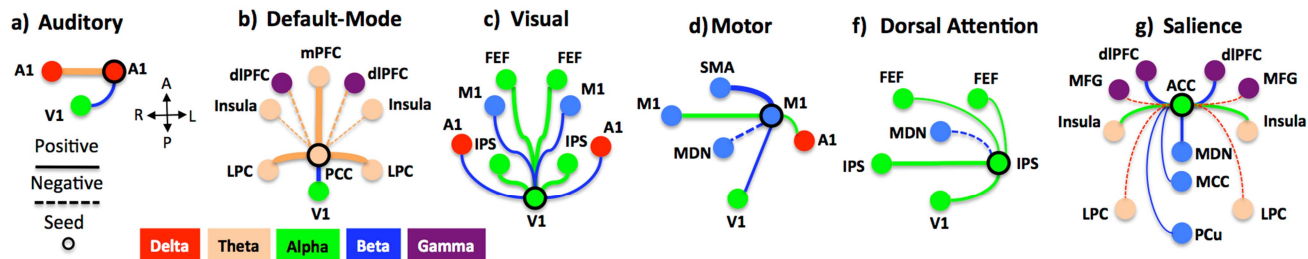 a) Auditory
A1
A1
V1
A
R
L
P
Positive
Negative
Seed
b) Default-Mode
mPFC
dlPFC
dlPFC
Insula
Insula
LPC
PCC
LPC
V1
c) Visual
FEF
FEF
M1
M1
A1
IPS
IPS
A1
V1
d) Motor
SMA
M1
M1
MDN
A1
V1
f) Dorsal Attention
FEF
FEF
MDN
IPS
IPS
V1
g) Salience
dlPFC
dlPFC
MFG
ACC
MFG
Insula
Insula
MDN
MCC
LPC
LPC
PCu
Delta
Theta
Alpha
Beta
Gamma